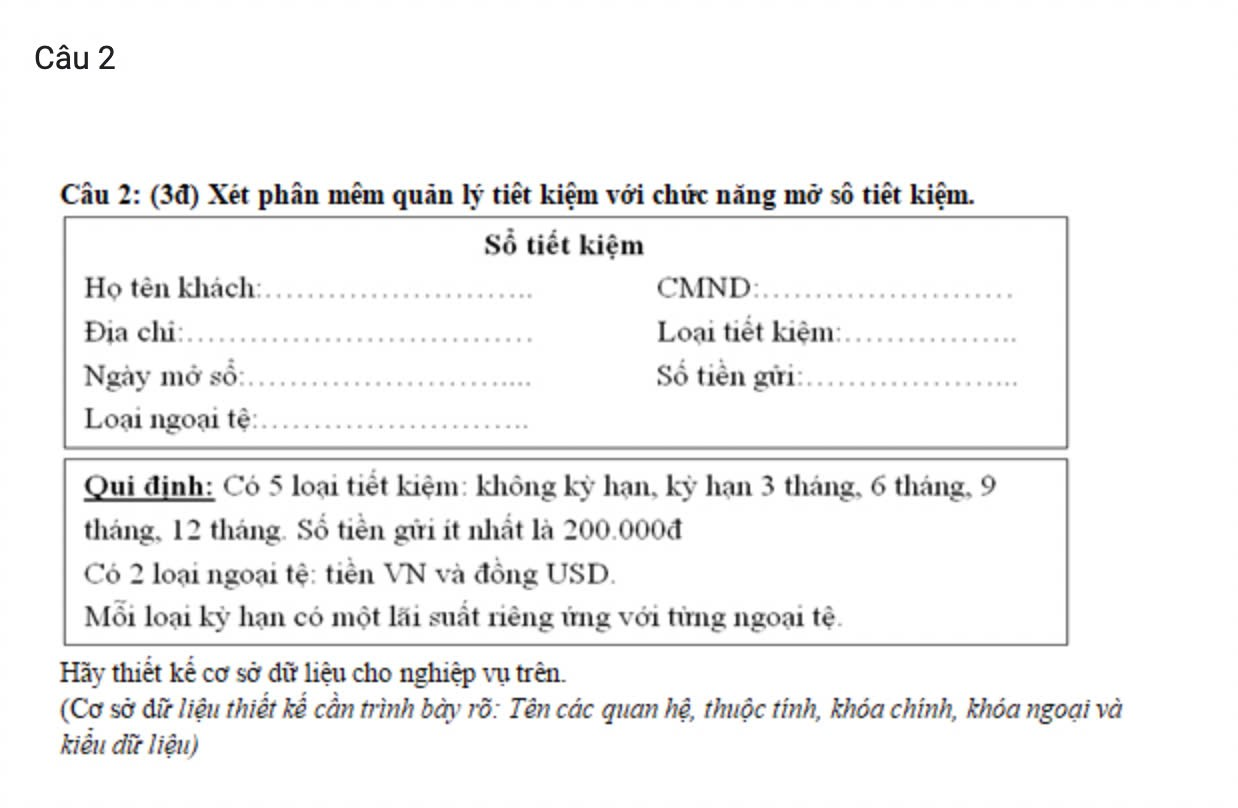 Câu 2
Câu 2: (3đ) Xét phần mềm quản lý tiết kiệm với chức năng mở sổ tiết kiệm.
Sổ tiết kiệm
Họ tên khách:............................ CMND:.........................
Địa chỉ:.................................... Loại tiết kiệm:..................
Ngày mở sổ:............................. Số tiền gửi:......................
Loại ngoại tệ:...........................
Qui định: Có 5 loại tiết kiệm: không kỳ hạn, kỳ hạn 3 tháng, 6 tháng, 9
tháng, 12 tháng. Số tiền gửi ít nhất là 200.000đ
Có 2 loại ngoại tệ: tiền VN và đồng USD.
Mỗi loại kỳ hạn có một lãi suất riêng ứng với từng ngoại tệ.
Hãy thiết kế cơ sở dữ liệu cho nghiệp vụ trên.
(Cơ sở dữ liệu thiết kế cần trình bày rõ: Tên các quan hệ, thuộc tính, khóa chính, khóa ngoại và
kiểu dữ liệu)